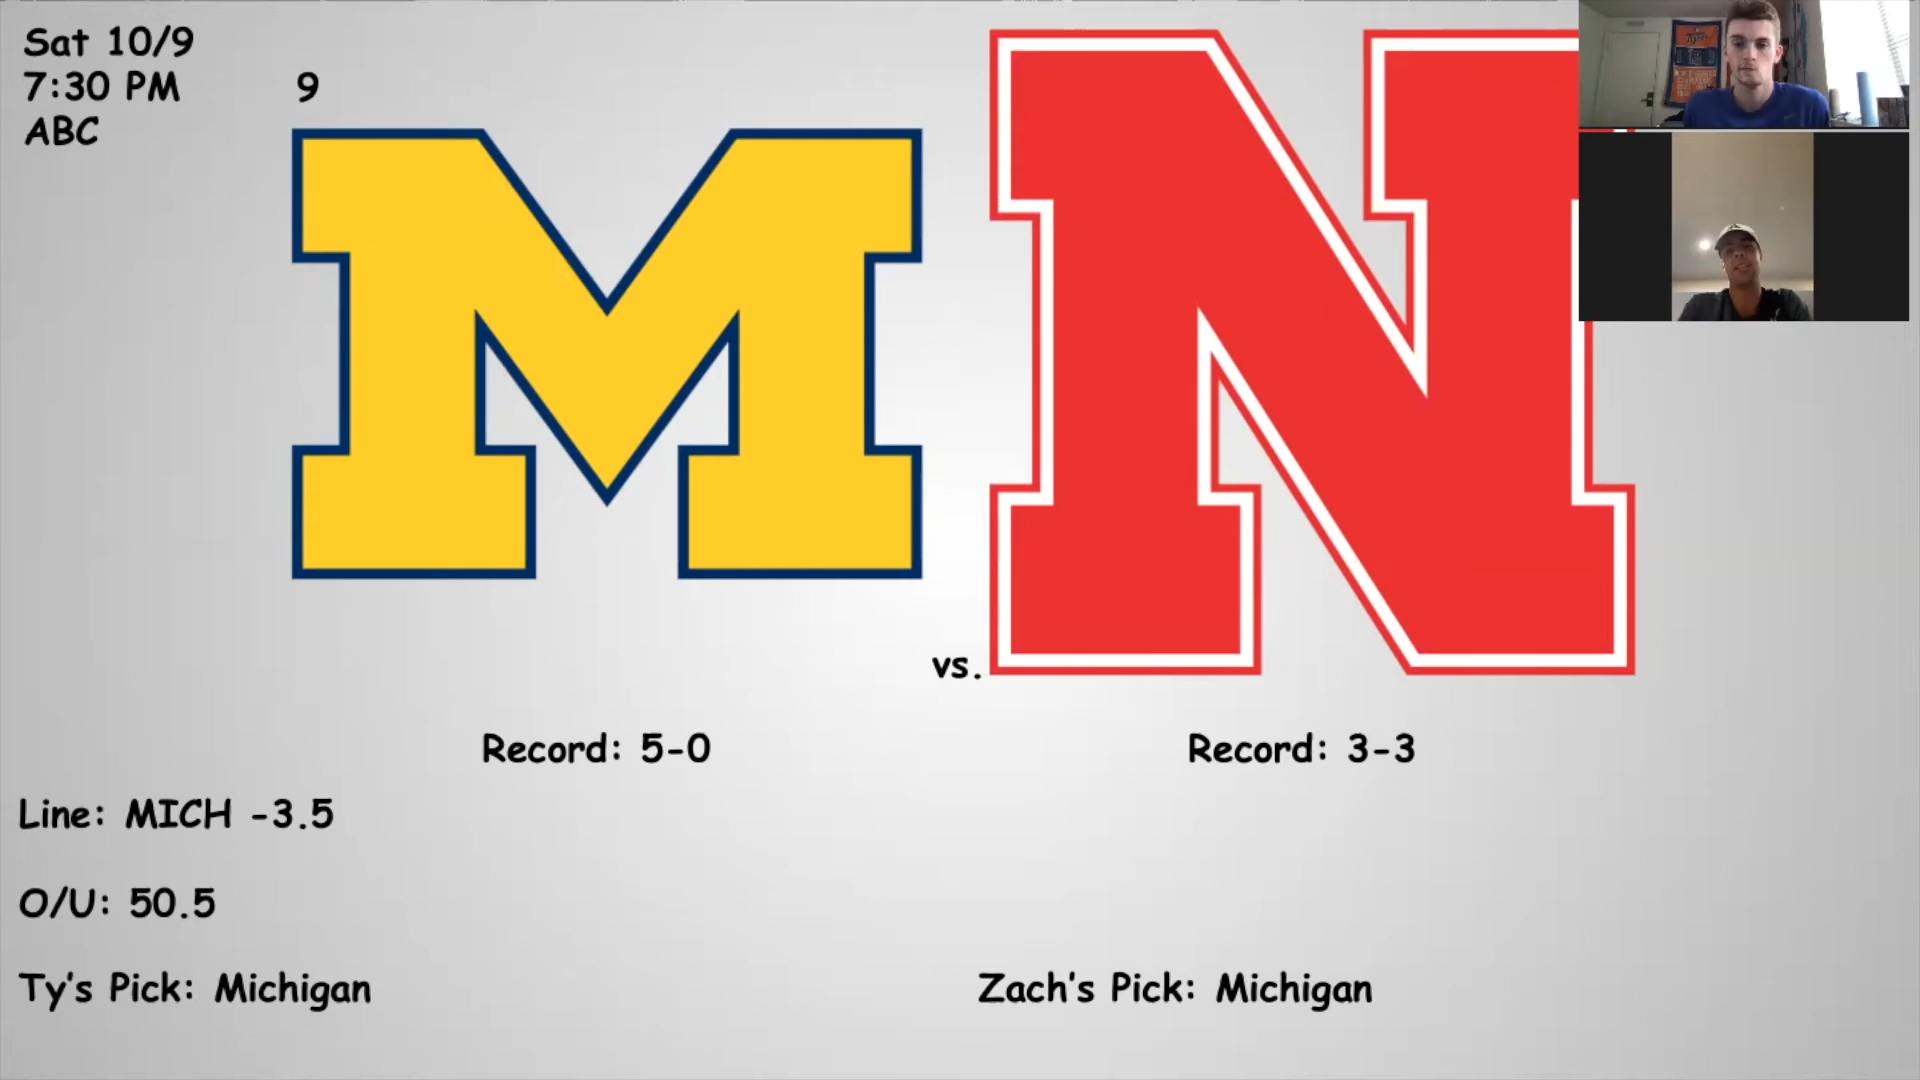 Sat 10/9
7:30 PM
ABC
9
M
N
vs.
Record: 5-0
Record: 3-3
Line: MICH -3.5
O/U: 50.5
Ty's Pick: Michigan
Zach's Pick: Michigan